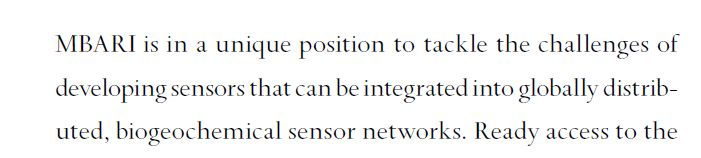 MBARI is in a unique position to tackle the challenges of
developing sensors that can be integrated into globally distrib-
uted, biogeochemical sensor networks. Ready access to the